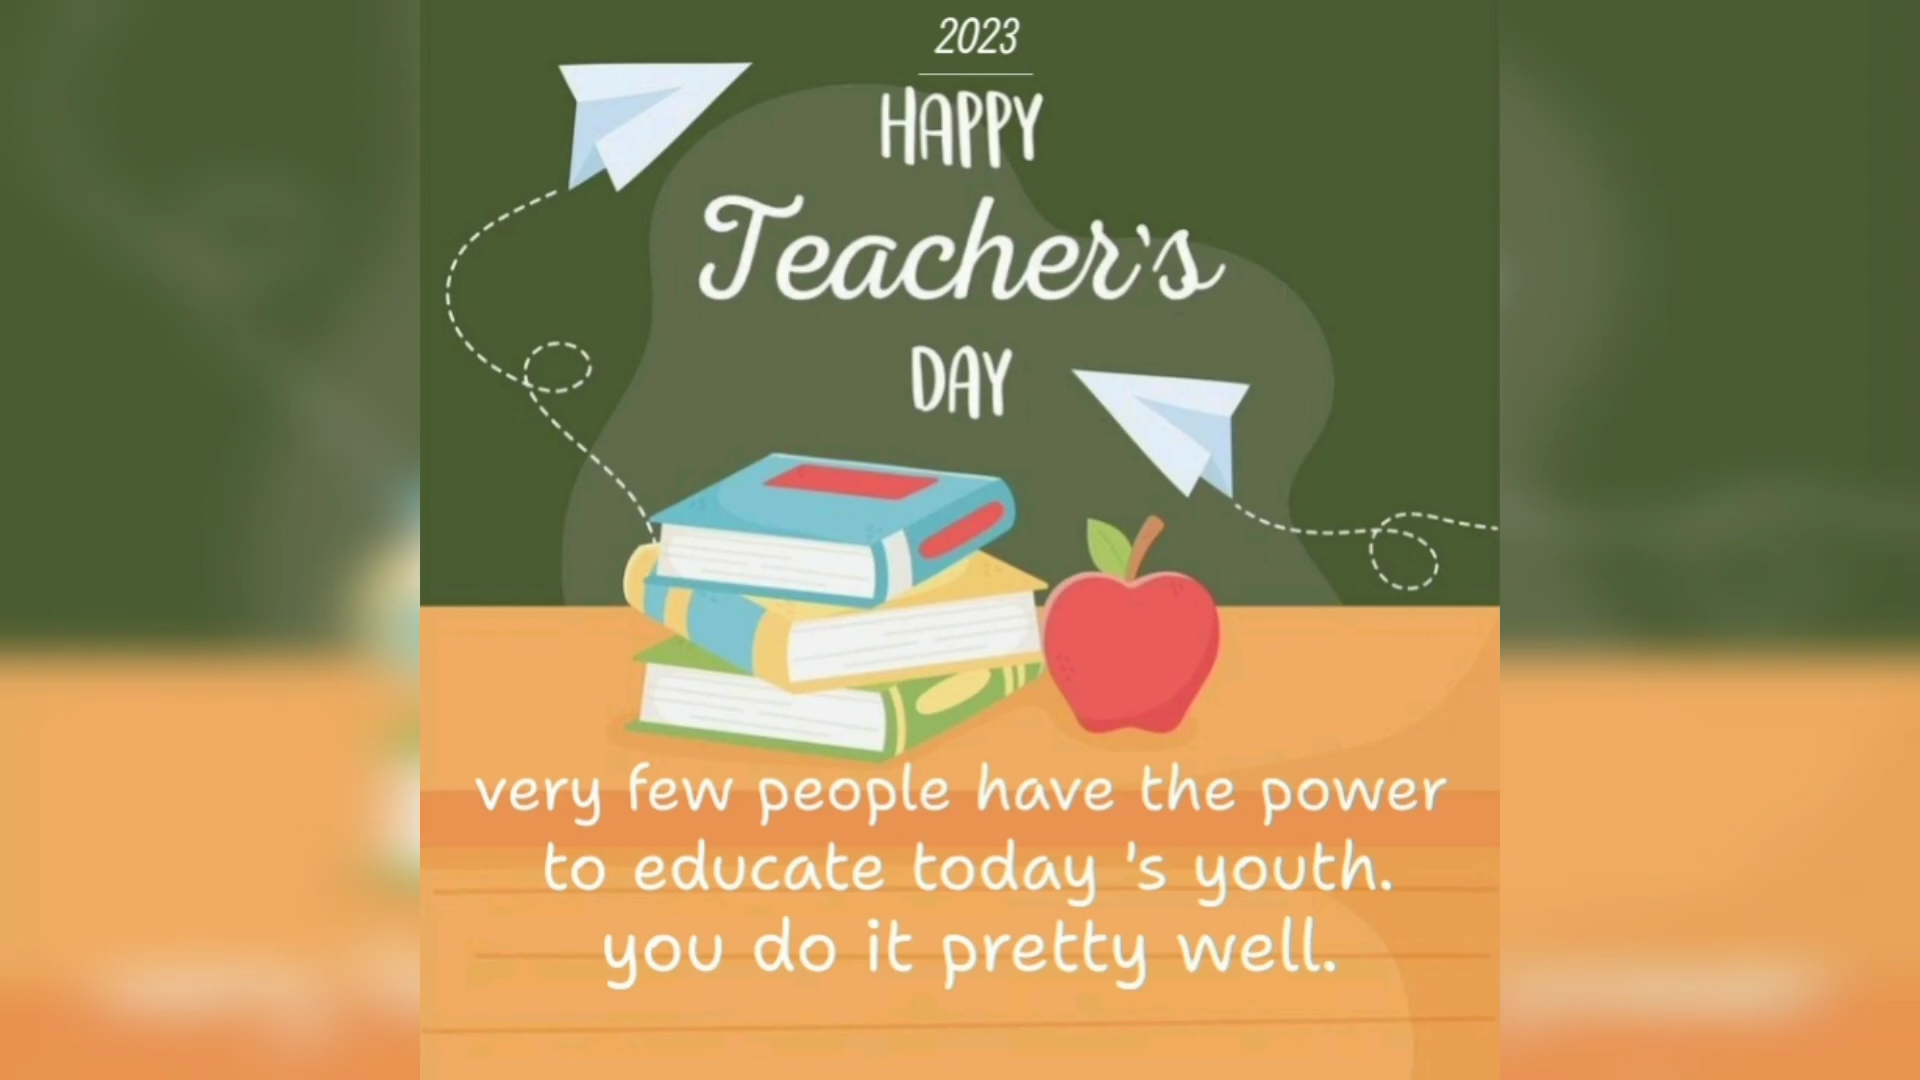 2023
HAPPY
Teacher's
DAY
very few people have the power
to educate today 's youth.
you do it pretty well.